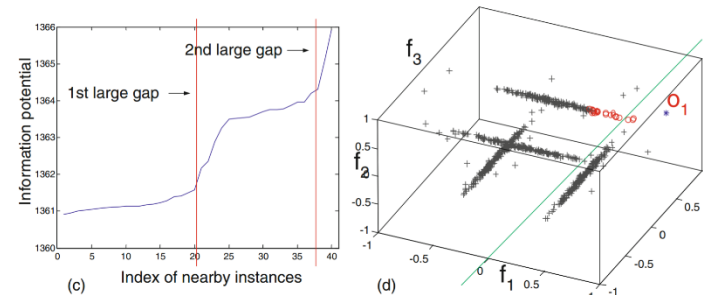 1366
1364
1363
1361
1360
Information potential
2nd large gap
1st large gap
0 5 10 15 20 25 30 35 40
Index of nearby instances
(c)
f3
o1
1
0.5
f2
0
-0.5
-1
-1
-0.5
0
f1
0.5
1
-1
-0.5
0
0.5
(d)